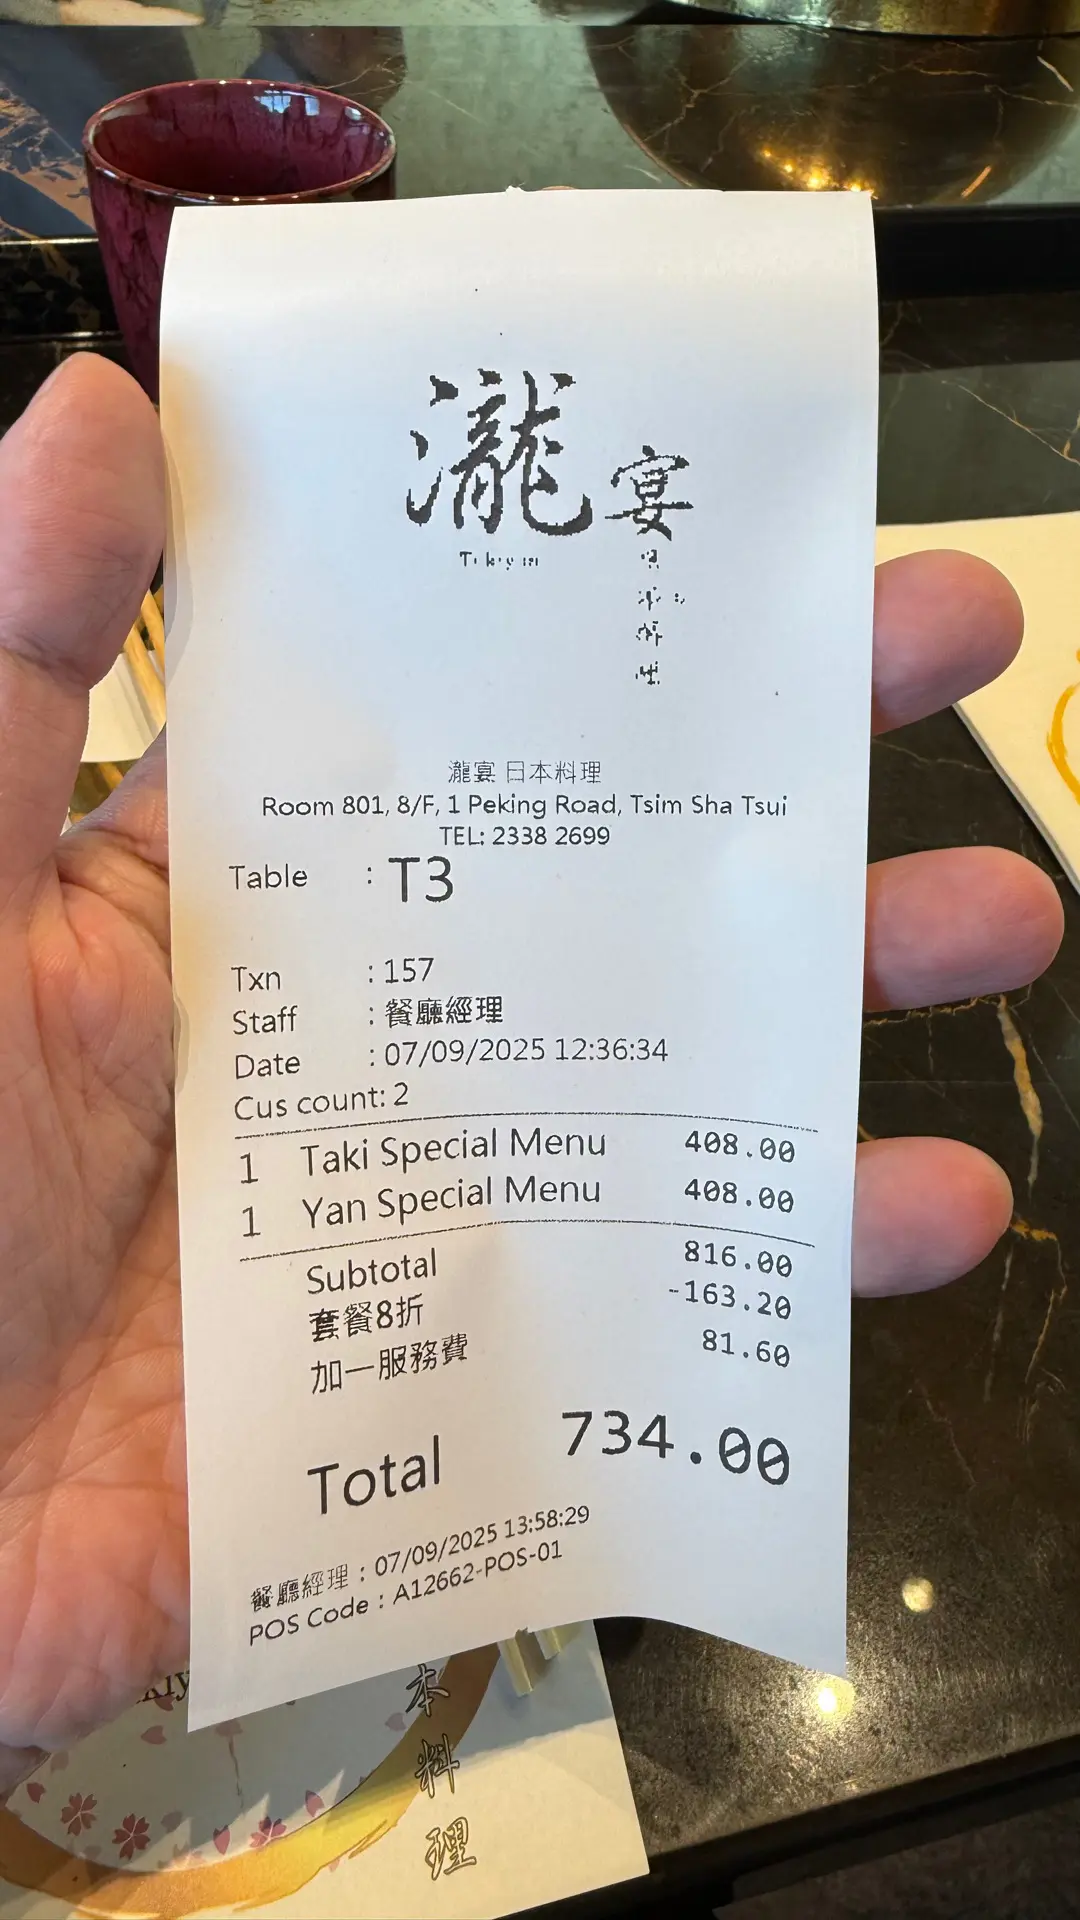 瀧宴
瀧宴 日本料理
Room 801, 8/F, 1 Peking Road, Tsim Sha Tsui
TEL: 2338 2699
Table : T3
Txn : 157
Staff : 餐廳經理
Date : 07/09/2025 12:36:34
Cus count: 2
1 Taki Special Menu 408.00
1 Yan Special Menu 408.00
Subtotal 816.00
套餐8折 -163.20
加一服務費 81.60
Total 734.00
餐廳經理 : 07/09/2025 13:58:29
POS Code : A12662-POS-01
本料理